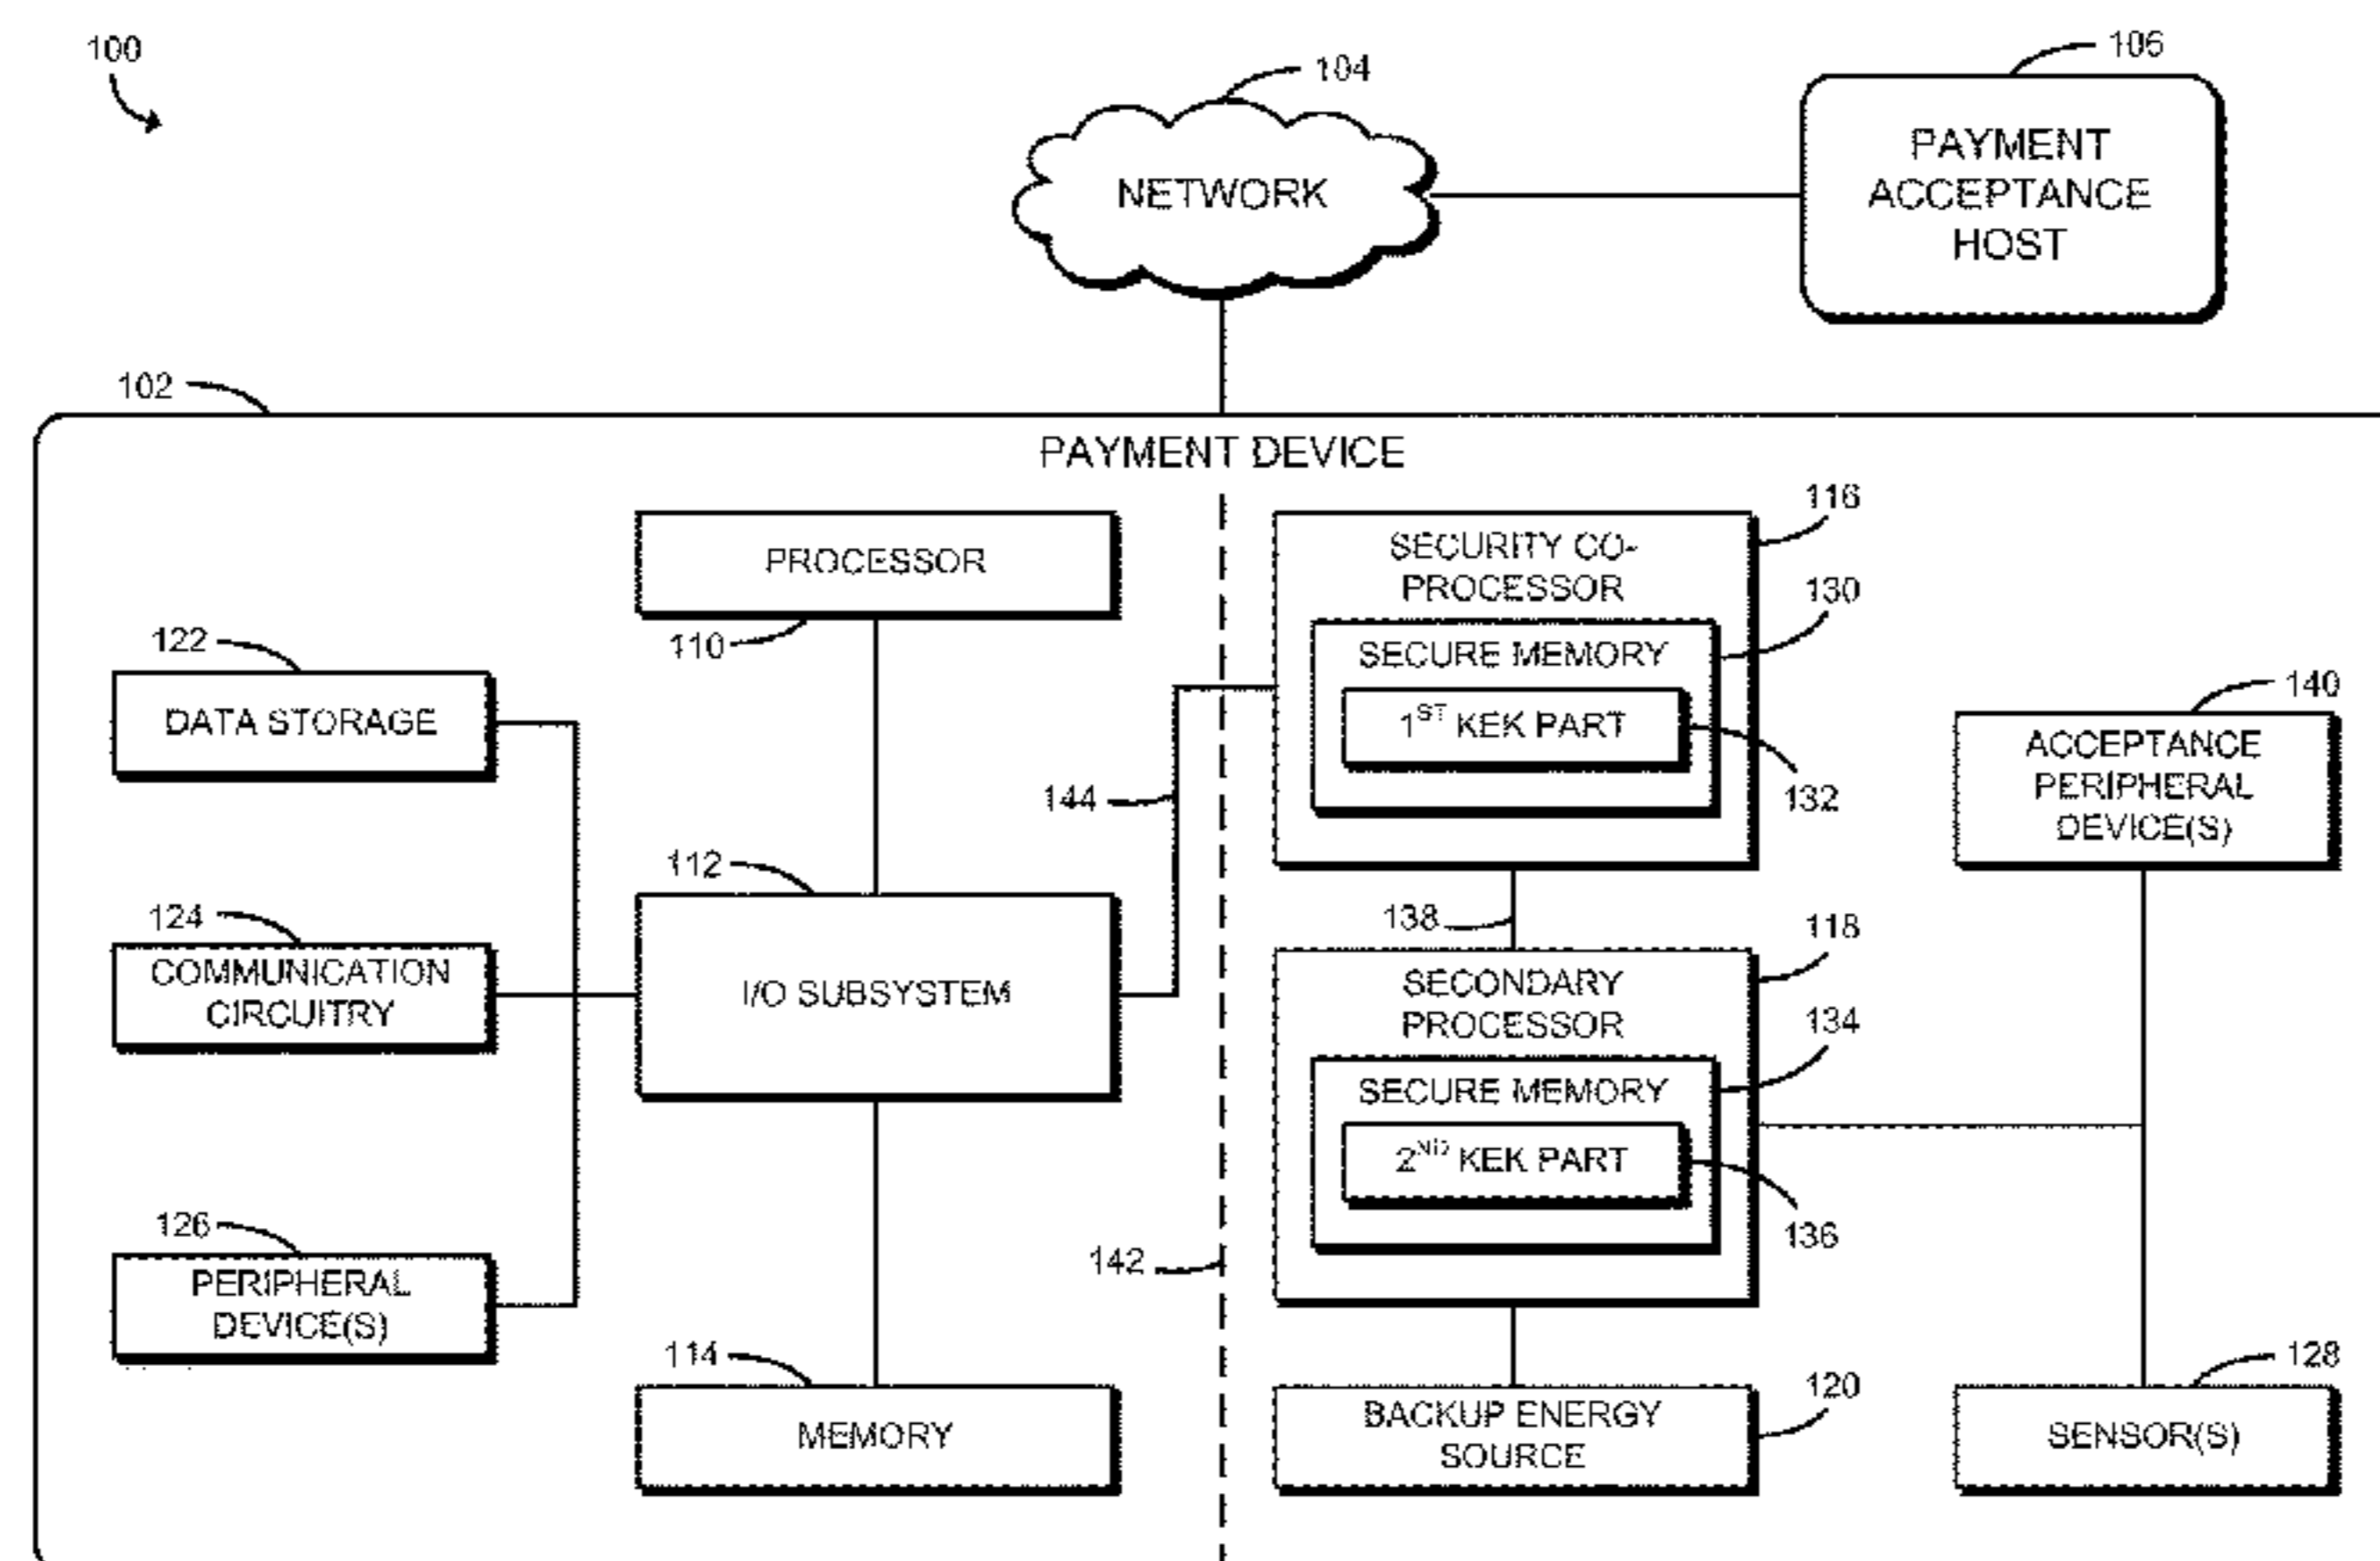 100
104
106
NETWORK
PAYMENT
ACCEPTANCE
HOST
102
PAYMENT DEVICE
PROCESSOR
110
122
DATA STORAGE
124
COMMUNICATION
CIRCUITRY
126
PERIPHERAL
DEVICE(S)
112
I/O SUBSYSTEM
114
MEMORY
144
142
116
SECURITY CO-
PROCESSOR
130
SECURE MEMORY
1ST KEK PART
132
138
118
SECONDARY
PROCESSOR
134
SECURE MEMORY
2ND KEK PART
136
120
BACKUP ENERGY
SOURCE
140
ACCEPTANCE
PERIPHERAL
DEVICE(S)
128
SENSOR(S)